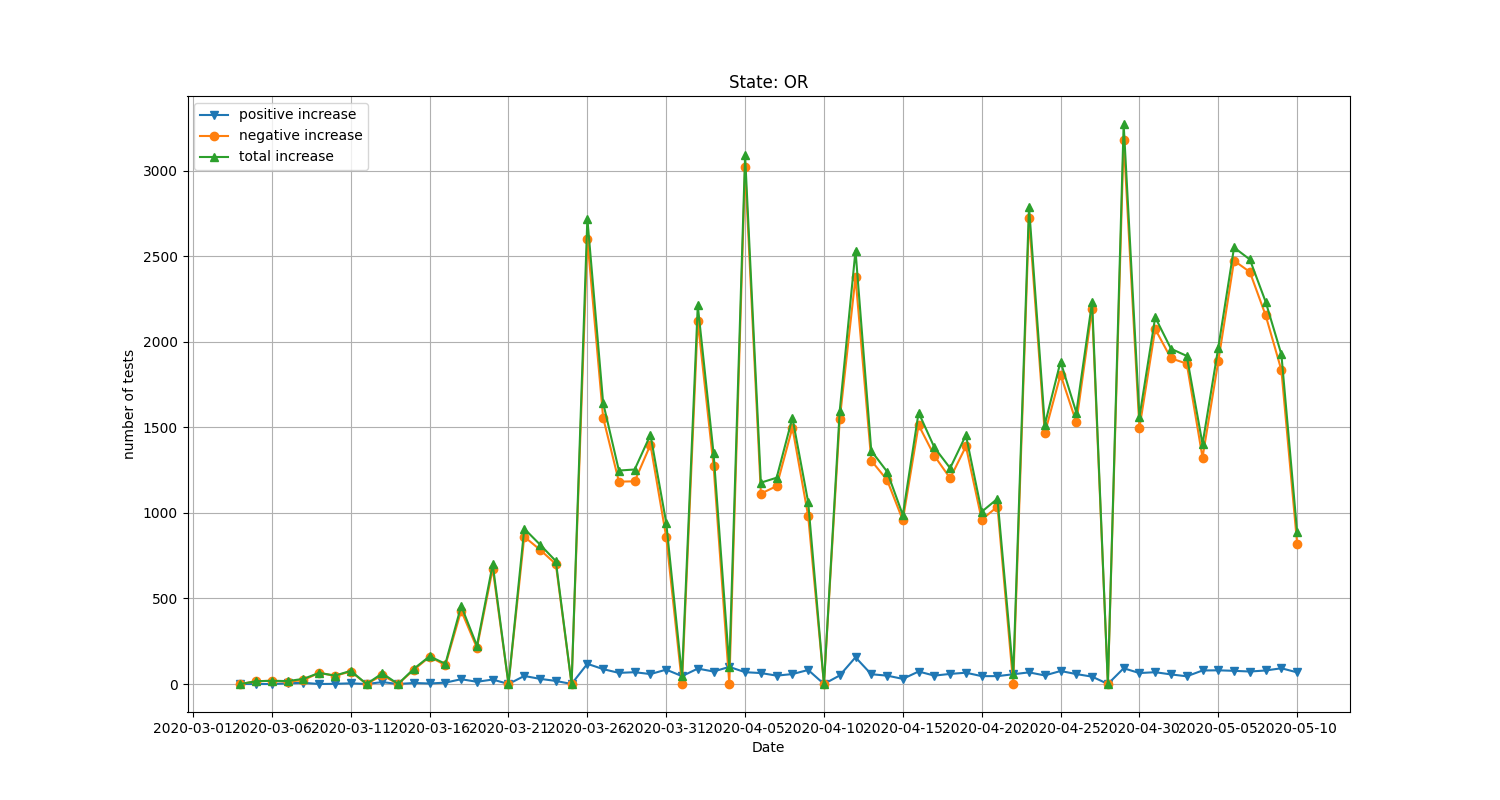 State: OR
positive increase
negative increase
total increase
3000
2500
2000
1500
1000
500
0
number of tests
2020-03-01 2020-03-06 2020-03-11 2020-03-16 2020-03-21 2020-03-26 2020-03-31 2020-04-05 2020-04-10 2020-04-15 2020-04-20 2020-04-25 2020-04-30 2020-05-05 2020-05-10
Date